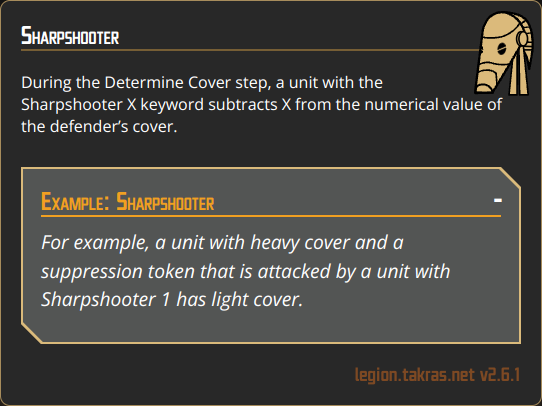 Sharpshooter
During the Determine Cover step, a unit with the
Sharpshooter X keyword subtracts X from the numerical value of
the defender’s cover.
Example: Sharpshooter -
For example, a unit with heavy cover and a
suppression token that is attacked by a unit with
Sharpshooter 1 has light cover.
legion.takras.net v2.6.1